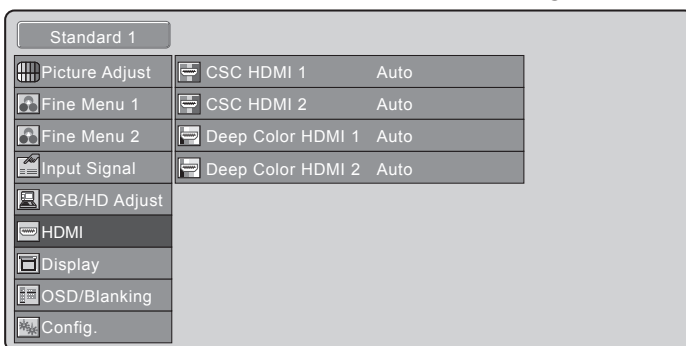 Standard 1
Picture Adjust
Fine Menu 1
Fine Menu 2
Input Signal
RGB/HD Adjust
HDMI
Display
OSD/Blanking
Config.
CSC HDMI 1 Auto
CSC HDMI 2 Auto
Deep Color HDMI 1 Auto
Deep Color HDMI 2 Auto